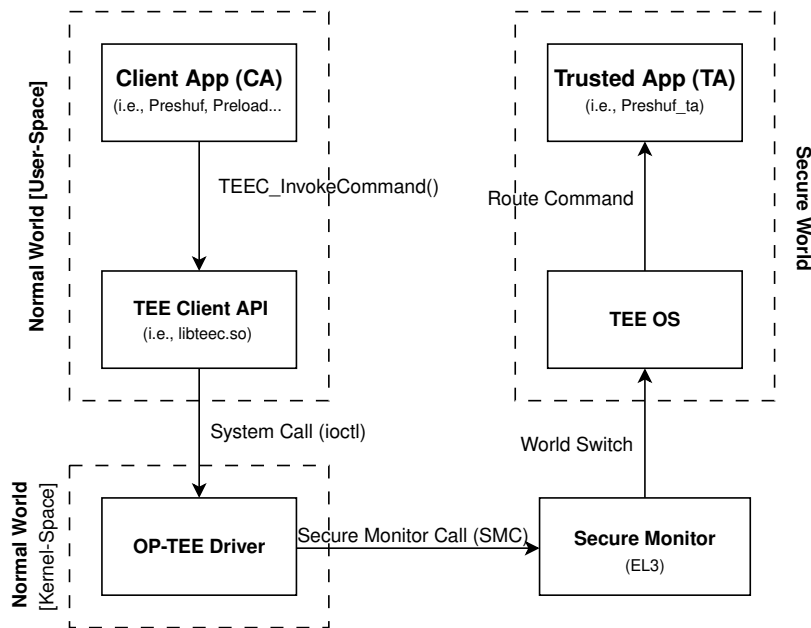 Normal World [User-Space]
Client App (CA)
(i.e., Preshuf, Preload...
TEEC_InvokeCommand()
TEE Client API
(i.e., libteec.so)
System Call (ioctl)
Normal World
[Kernel-Space]
OP-TEE Driver
Secure Monitor Call (SMC)
Secure Monitor
(EL3)
World Switch
TEE OS
Route Command
Trusted App (TA)
(i.e., Preshuf_ta)
Secure World